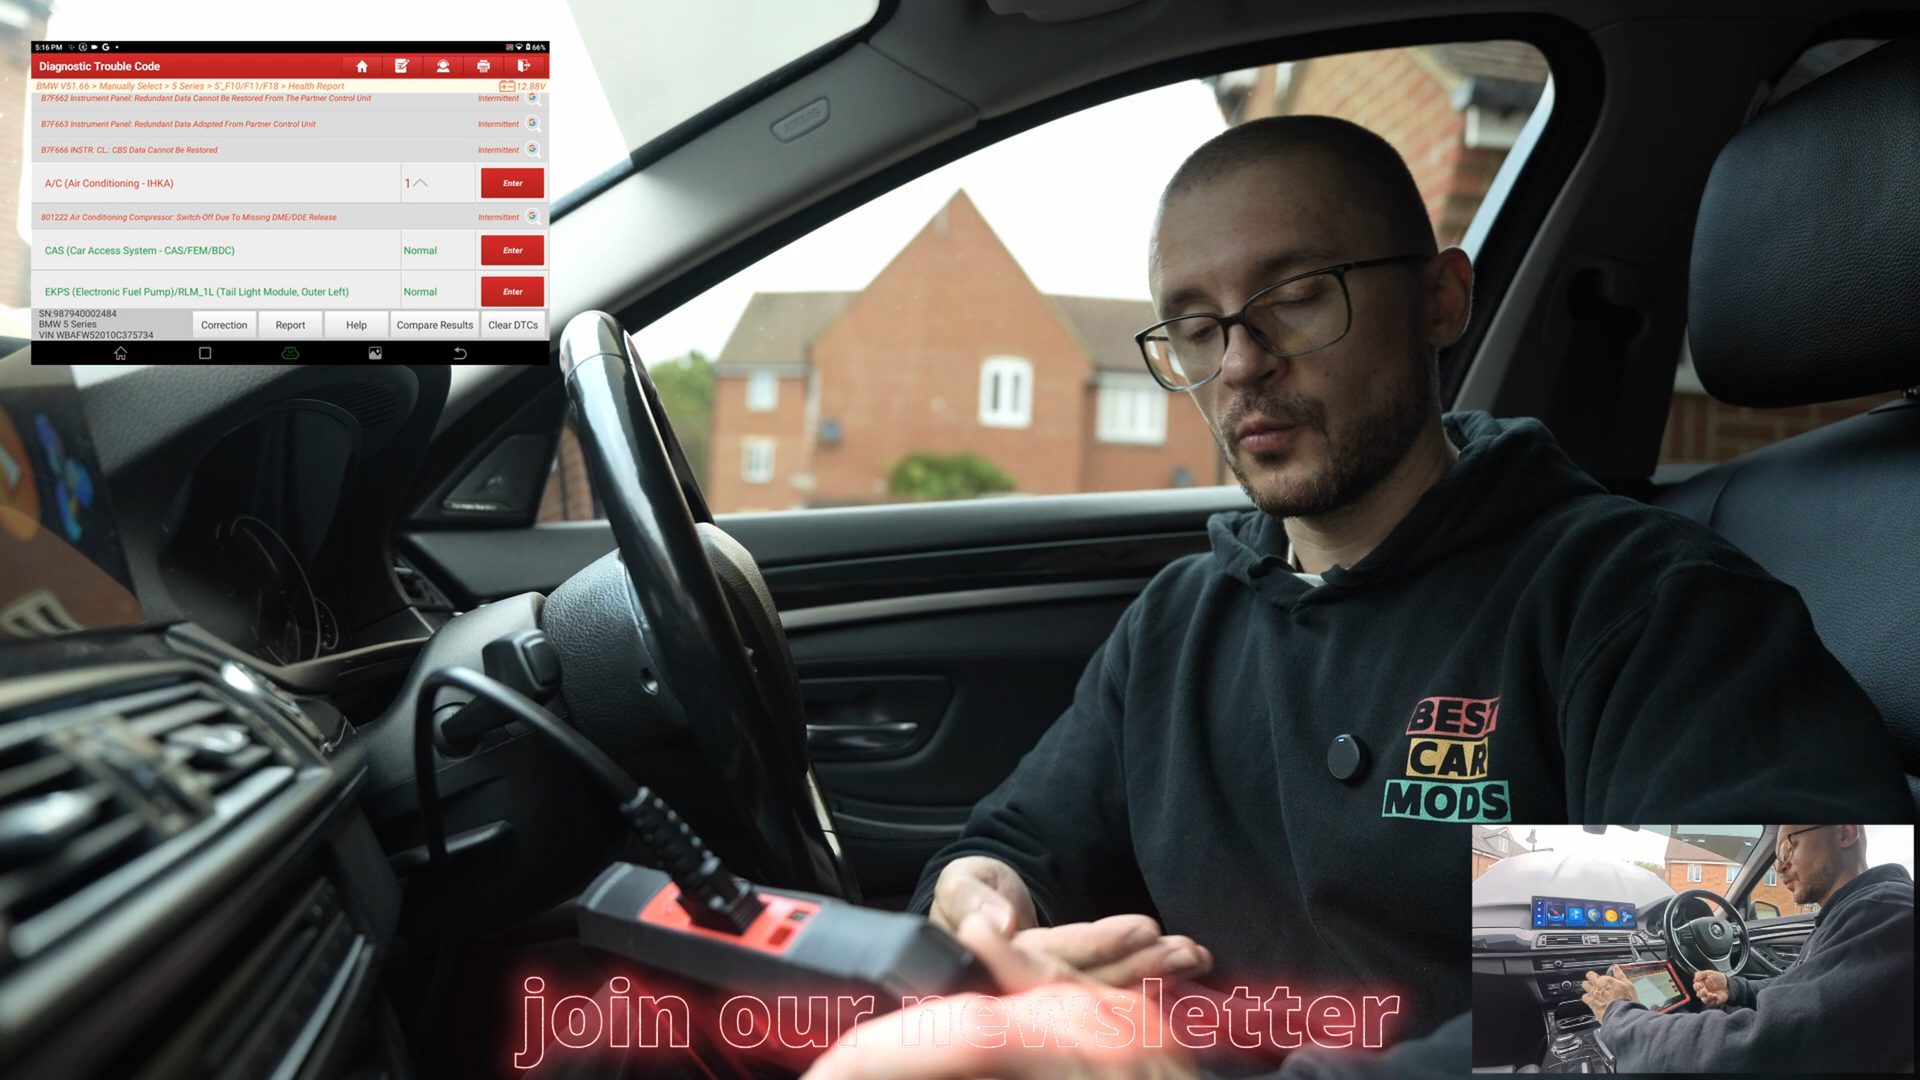 5:16 PM G 66%
Diagnostic Trouble Code
BMW V51.66 > Manually Select > 5 Series > 5'_F10/F11/F18 > Health Report 12.88V
B7F662 Instrument Panel: Redundant Data Cannot Be Restored From The Partner Control Unit Intermittent
B7F663 Instrument Panel: Redundant Data Adopted From Partner Control Unit Intermittent
B7F666 INSTR. CL.: CBS Data Cannot Be Restored Intermittent
A/C (Air Conditioning - IHKA) 1 Enter
801222 Air Conditioning Compressor: Switch-Off Due To Missing DME/DDE Release Intermittent
CAS (Car Access System - CAS/FEM/BDC) Normal Enter
EKPS (Electronic Fuel Pump)/RLM_1L (Tail Light Module, Outer Left) Normal Enter
SN:987940002484
BMW 5 Series
VIN WBAFW52010C375734
Correction Report Help Compare Results Clear DTCs
AIRBAG
BEST
CAR
MODS
join our newsletter